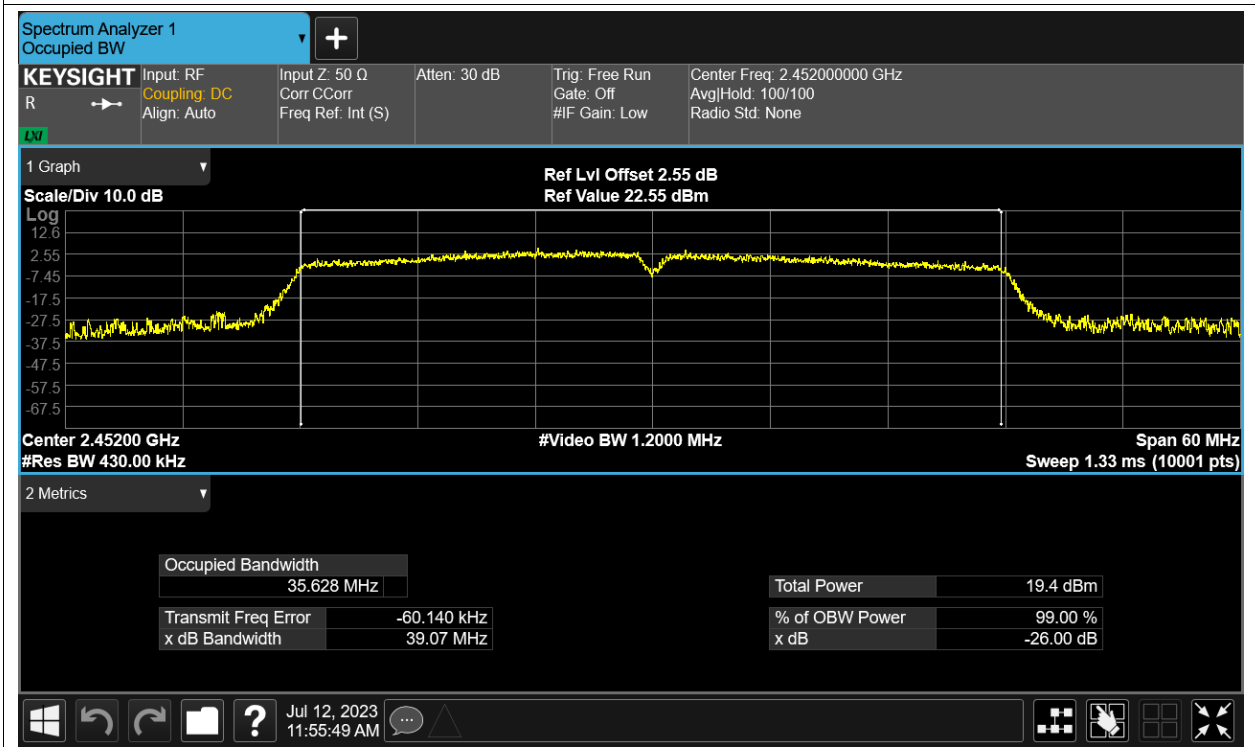 Spectrum Analyzer 1
Occupied BW
KEYSIGHT
R
LXI
Input: RF
Coupling: DC
Align: Auto
Input Z: 50 Ω
Corr CCorr
Freq Ref: Int (S)
Atten: 30 dB
Trig: Free Run
Gate: Off
#IF Gain: Low
Center Freq: 2.452000000 GHz
Avg|Hold: 100/100
Radio Std: None
1 Graph
Scale/Div 10.0 dB
Ref Lvl Offset 2.55 dB
Ref Value 22.55 dBm
Log
12.6
2.55
-7.45
-17.5
-27.5
-37.5
-47.5
-57.5
-67.5
Center 2.45200 GHz
#Video BW 1.2000 MHz
Span 60 MHz
#Res BW 430.00 kHz
Sweep 1.33 ms (10001 pts)
2 Metrics
Occupied Bandwidth
35.628 MHz
Total Power 19.4 dBm
Transmit Freq Error -60.140 kHz
% of OBW Power 99.00 %
x dB Bandwidth 39.07 MHz
x dB -26.00 dB
?
Jul 12, 2023
11:55:49 AM